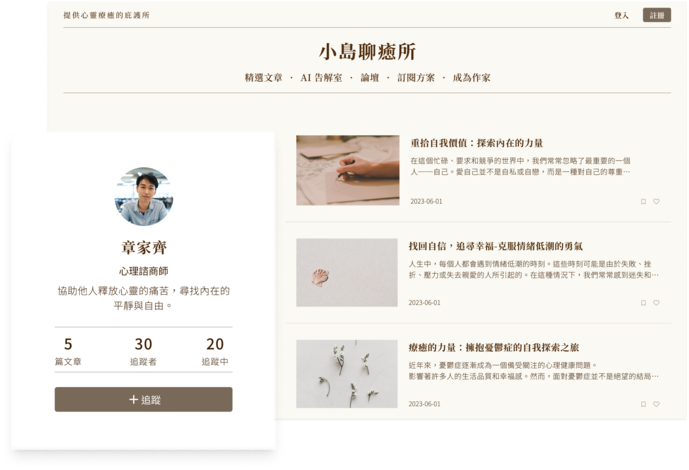 提供心靈療癒的庇護所
登入
註冊
小島聊癒所
精選文章 · AI 告解室 · 論壇 · 訂閱方案 · 成為作家
章家齊
心理諮商師
協助他人釋放心靈的痛苦，尋找內在的
平靜與自由。
5
30
20
篇文章
追蹤者
追蹤中
+ 追蹤
重拾自我價值：探索內在的力量
在這個忙碌、要求和競爭的世界中，我們常常忽略了最重要的一個
人——自己。愛自己並不是自私或自戀，而是一種對自己的尊重…
2023-06-01
找回自信，追尋幸福-克服情緒低潮的勇氣
人生中，每個人都會遇到情緒低潮的時刻。這些時刻可能是由於失敗、挫
折、壓力或失去親愛的人所引起的。在這種情況下，我們常常感到迷失和…
2023-06-01
療癒的力量：擁抱憂鬱症的自我探索之旅
近年來，憂鬱症逐漸成為一個備受關注的心理健康問題。
影響著許多人的生活品質和幸福感。然而，面對憂鬱症並不是絕望的結局…
2023-06-01